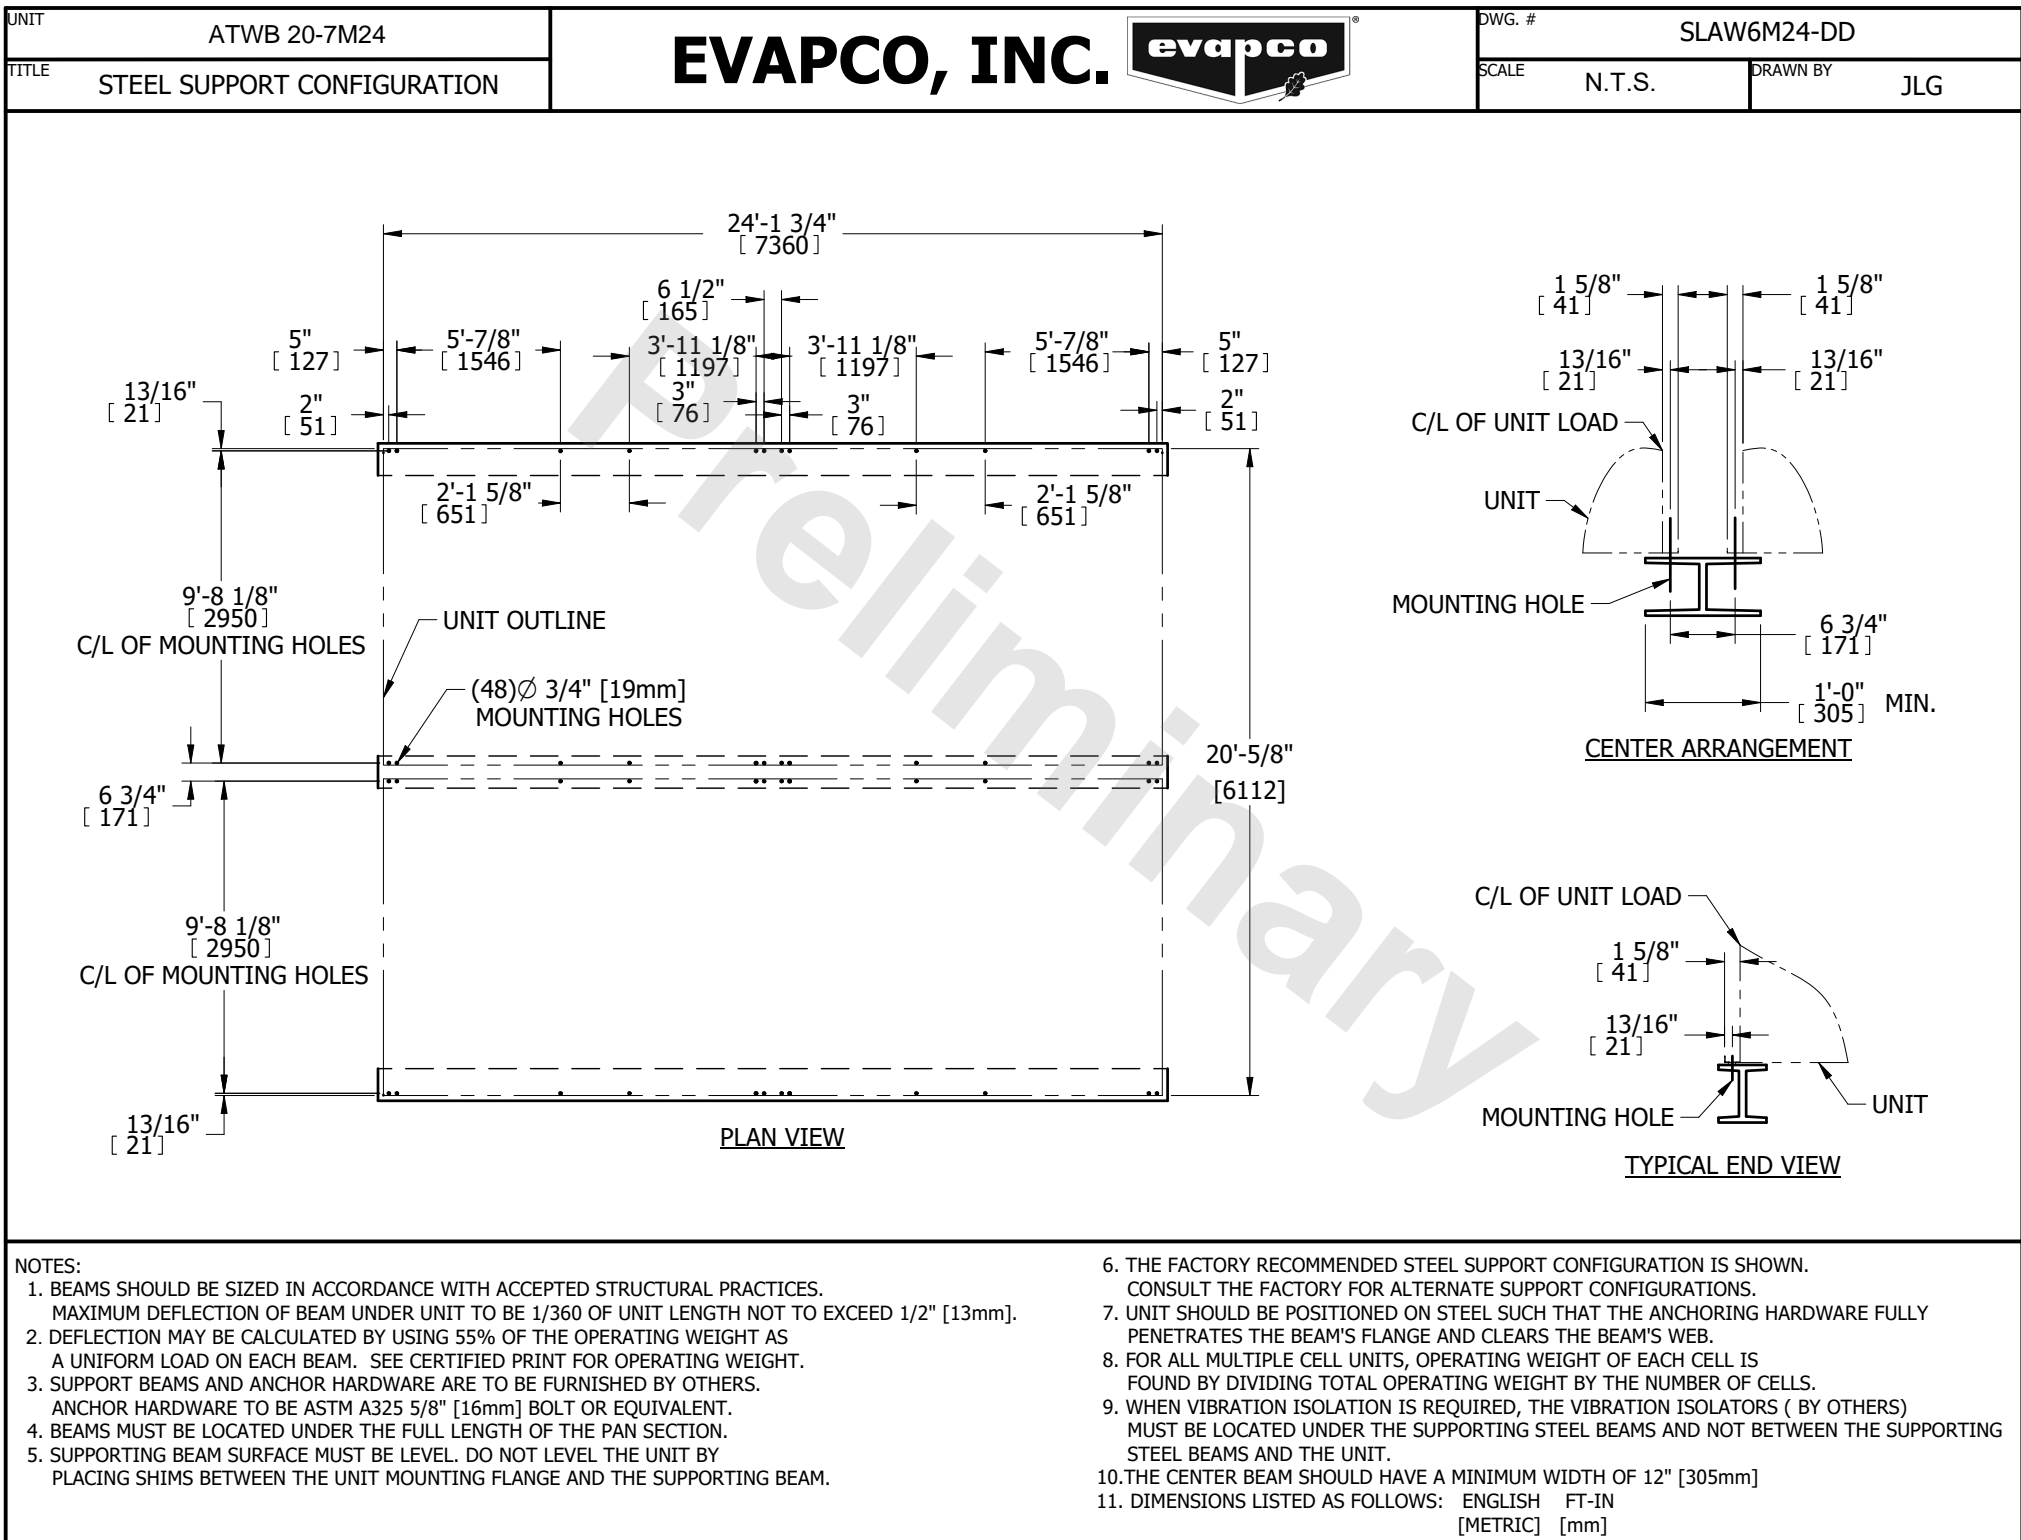 UNIT
ATWB 20-7M24
TITLE
STEEL SUPPORT CONFIGURATION
EVAPCO, INC.
evapco
®
DWG. #
SLAW6M24-DD
SCALE
N.T.S.
DRAWN BY
JLG
24'-1 3/4"
[ 7360 ]
6 1/2"
[ 165 ]
5"
[ 127 ]
5'-7/8"
[ 1546 ]
3'-11 1/8"
[ 1197 ]
3'-11 1/8"
[ 1197 ]
5'-7/8"
[ 1546 ]
5"
[ 127 ]
13/16"
[ 21 ]
2"
[ 51 ]
3"
[ 76 ]
3"
[ 76 ]
2"
[ 51 ]
2'-1 5/8"
[ 651 ]
2'-1 5/8"
[ 651 ]
9'-8 1/8"
[ 2950 ]
C/L OF MOUNTING HOLES
UNIT OUTLINE
(48)Ø 3/4" [19mm]
MOUNTING HOLES
6 3/4"
[ 171 ]
20'-5/8"
[6112]
9'-8 1/8"
[ 2950 ]
C/L OF MOUNTING HOLES
13/16"
[ 21 ]
PLAN VIEW
Preliminary
1 5/8"
[ 41 ]
1 5/8"
[ 41 ]
13/16"
[ 21 ]
13/16"
[ 21 ]
C/L OF UNIT LOAD
UNIT
MOUNTING HOLE
6 3/4"
[ 171 ]
1'-0"
[ 305 ] MIN.
CENTER ARRANGEMENT
C/L OF UNIT LOAD
1 5/8"
[ 41 ]
13/16"
[ 21 ]
MOUNTING HOLE
UNIT
TYPICAL END VIEW
NOTES:
1. BEAMS SHOULD BE SIZED IN ACCORDANCE WITH ACCEPTED STRUCTURAL PRACTICES.
MAXIMUM DEFLECTION OF BEAM UNDER UNIT TO BE 1/360 OF UNIT LENGTH NOT TO EXCEED 1/2" [13mm].
2. DEFLECTION MAY BE CALCULATED BY USING 55% OF THE OPERATING WEIGHT AS
A UNIFORM LOAD ON EACH BEAM. SEE CERTIFIED PRINT FOR OPERATING WEIGHT.
3. SUPPORT BEAMS AND ANCHOR HARDWARE ARE TO BE FURNISHED BY OTHERS.
ANCHOR HARDWARE TO BE ASTM A325 5/8" [16mm] BOLT OR EQUIVALENT.
4. BEAMS MUST BE LOCATED UNDER THE FULL LENGTH OF THE PAN SECTION.
5. SUPPORTING BEAM SURFACE MUST BE LEVEL. DO NOT LEVEL THE UNIT BY
PLACING SHIMS BETWEEN THE UNIT MOUNTING FLANGE AND THE SUPPORTING BEAM.
6. THE FACTORY RECOMMENDED STEEL SUPPORT CONFIGURATION IS SHOWN.
CONSULT THE FACTORY FOR ALTERNATE SUPPORT CONFIGURATIONS.
7. UNIT SHOULD BE POSITIONED ON STEEL SUCH THAT THE ANCHORING HARDWARE FULLY
PENETRATES THE BEAM'S FLANGE AND CLEARS THE BEAM'S WEB.
8. FOR ALL MULTIPLE CELL UNITS, OPERATING WEIGHT OF EACH CELL IS
FOUND BY DIVIDING TOTAL OPERATING WEIGHT BY THE NUMBER OF CELLS.
9. WHEN VIBRATION ISOLATION IS REQUIRED, THE VIBRATION ISOLATORS ( BY OTHERS)
MUST BE LOCATED UNDER THE SUPPORTING STEEL BEAMS AND NOT BETWEEN THE SUPPORTING
STEEL BEAMS AND THE UNIT.
10.THE CENTER BEAM SHOULD HAVE A MINIMUM WIDTH OF 12" [305mm]
11. DIMENSIONS LISTED AS FOLLOWS: ENGLISH FT-IN
[METRIC] [mm]